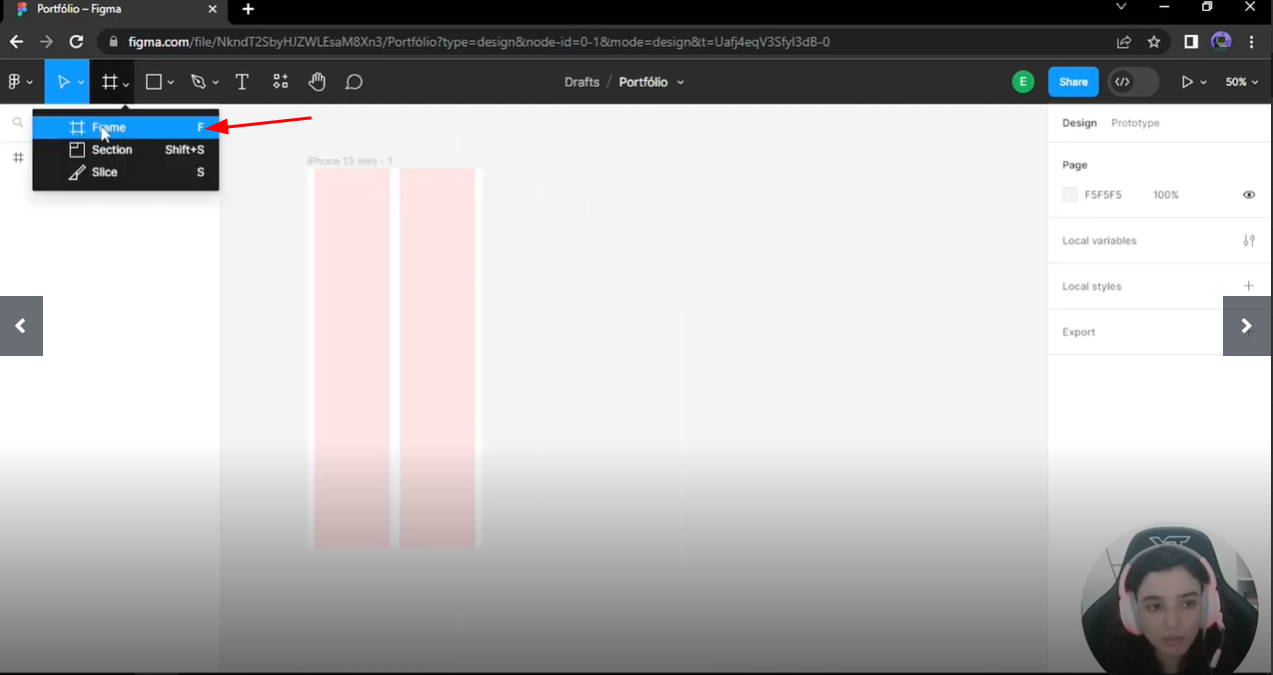 Portfólio – Figma
figma.com/file/NkndT2SbyHJZWLEsaM8Xn3/Portfólio?type=design&node-id=0-1&mode=design&t=Uafj4eqV3SfyI3dB-0
Drafts / Portfólio
E
Share
50%
Frame F
Section Shift+S
Slice S
iPhone 13 mini - 1
Design Prototype
Page
F5F5F5 100%
Local variables
Local styles
Export